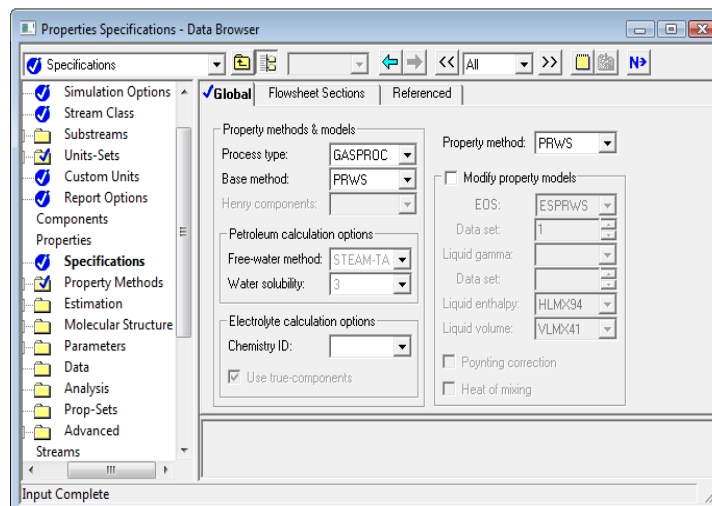 Properties Specifications - Data Browser
Specifications
<<
All
>>
N>
Simulation Options
Stream Class
Substreams
Units-Sets
Custom Units
Report Options
Components
Properties
Specifications
Property Methods
Estimation
Molecular Structure
Parameters
Data
Analysis
Prop-Sets
Advanced
Streams
Global
Flowsheet Sections
Referenced
Property methods & models
Process type: GASPROC
Base method: PRWS
Henry components:
Petroleum calculation options
Free-water method: STEAM-TA
Water solubility: 3
Electrolyte calculation options
Chemistry ID:
Use true-components
Property method: PRWS
Modify property models
EOS: ESPRWS
Data set: 1
Liquid gamma:
Data set:
Liquid enthalpy: HLMX94
Liquid volume: VLMX41
Poynting correction
Heat of mixing
Input Complete